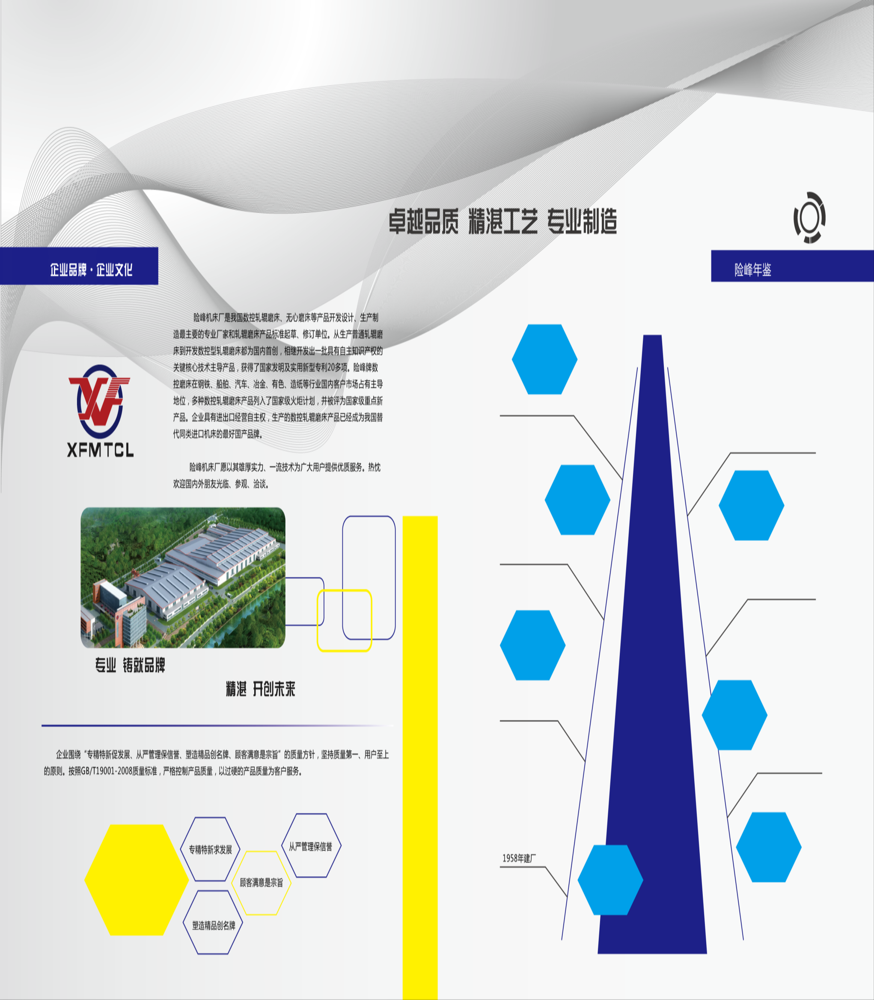 卓越品质 精湛工艺 专业制造
企业品牌·企业文化
险峰年鉴
险峰机床厂是我国数控轧辊磨床、无心磨床等产品开发设计、生产制
造最主要的专业厂家和轧辊磨床产品标准起草、修订单位。从生产普通轧辊磨
床到开发数控型轧辊磨床都为国内首创，相继开发出一批具有自主知识产权的
关键核心技术主导产品，获得了国家发明及实用新型专利20多项。险峰牌数
控磨床在钢铁、船舶、汽车、冶金、有色、造纸等行业国内客户市场占有主导
地位，多种数控轧辊磨床产品列入了国家级火炬计划，并被评为国家级重点新
产品。企业具有进出口经营自主权，生产的数控轧辊磨床产品已经成为我国替
代同类进口机床的最好国产品牌。
XFMTCL
险峰机床厂愿以其雄厚实力、一流技术为广大用户提供优质服务。热忱
欢迎国内外朋友光临、参观、洽谈。
专业 铸就品牌
精湛 开创未来
企业围绕“专精特新促发展、从严管理保信誉、塑造精品创名牌、顾客满意是宗旨”的质量方针，坚持质量第一、用户至上
的原则。按照GB/T19001-2008质量标准，严格控制产品质量，以过硬的产品质量为客户服务。
专精特新求发展
从严管理保信誉
顾客满意是宗旨
塑造精品创名牌
1958年建厂